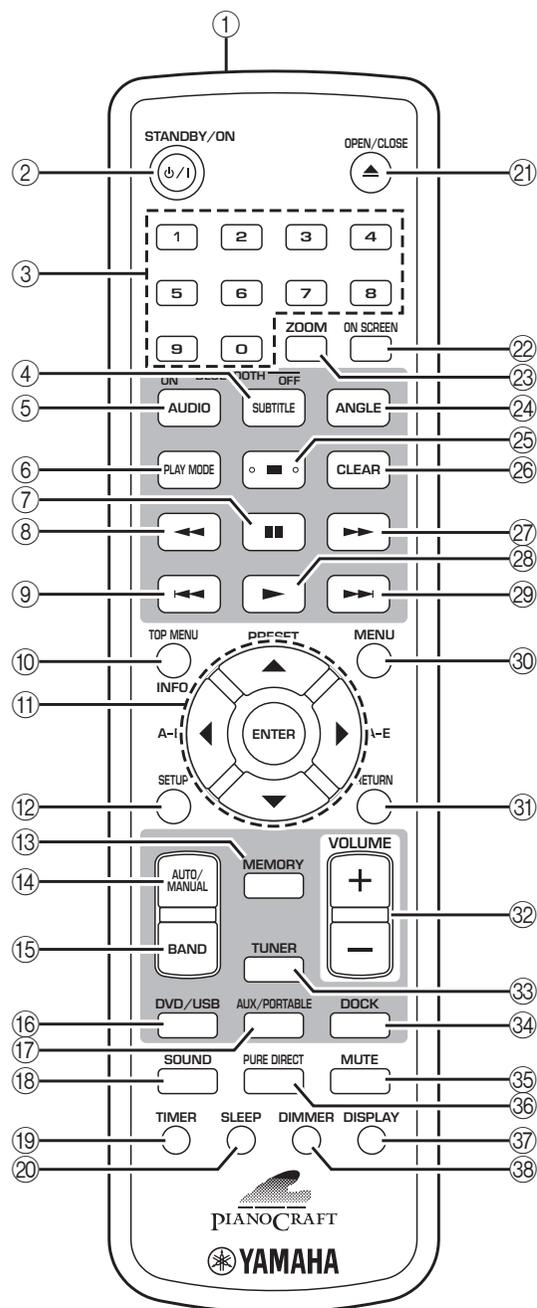 ①
STANDBY/ON OPEN/CLOSE
② ⏻/I ㉑
1 2 3 4
③
5 6 7 8
9 0 ZOOM ON SCREEN
㉒
④ ㉓
ON OFF
⑤ AUDIO SUBTITLE ANGLE ㉔
㉕
⑥ PLAY MODE CLEAR ㉖
⑦
⑧ ㉗
㉘
⑨ ㉙
TOP MENU PRESET MENU
⑩ ㉚
INFO
⑪
ENTER A-E
SETUP RETURN
⑫ ㉛
⑬ VOLUME
MEMORY
⑭ AUTO/MANUAL +
㉜
⑮ BAND TUNER −
㉝
DVD/USB AUX/PORTABLE DOCK
⑯ ㉞
⑰
SOUND PURE DIRECT MUTE
⑱ ㉟
㊱
TIMER SLEEP DIMMER DISPLAY
⑲ ㊲
⑳ ㊳
PIANOCRAFT
YAMAHA